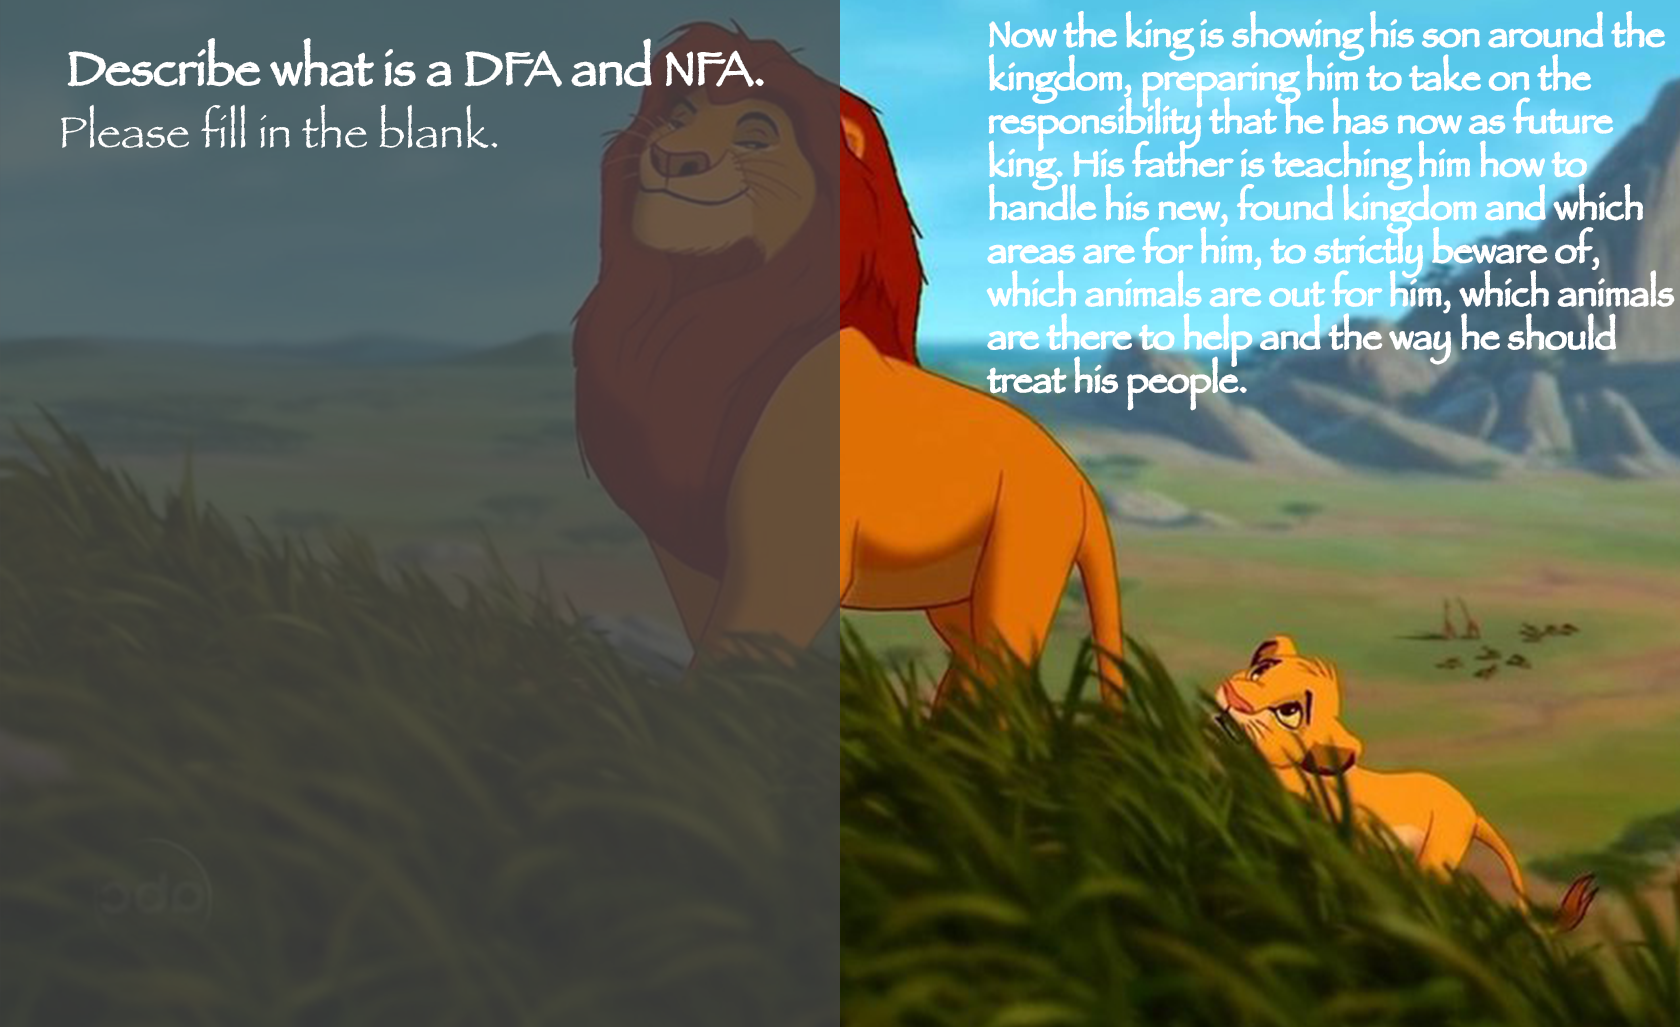 Describe what is a DFA and NFA.
Please fill in the blank.
Now the king is showing his son around the
kingdom, preparing him to take on the
responsibility that he has now as future
king. His father is teaching him how to
handle his new, found kingdom and which
areas are for him, to strictly beware of,
which animals are out for him, which animals
are there to help and the way he should
treat his people.
abc